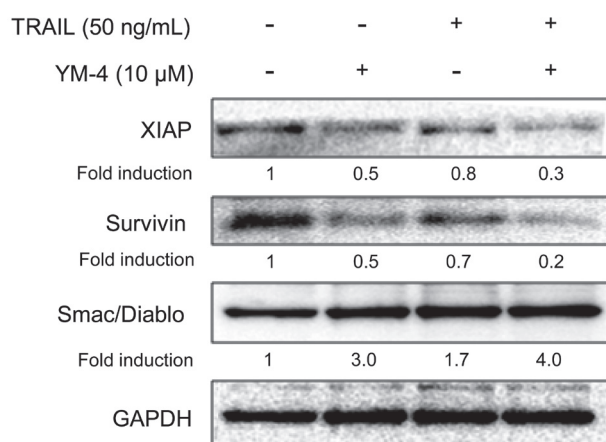 TRAIL (50 ng/mL) - - + +
YM-4 (10 µM) - + - +
XIAP
Fold induction 1 0.5 0.8 0.3
Survivin
Fold induction 1 0.5 0.7 0.2
Smac/Diablo
Fold induction 1 3.0 1.7 4.0
GAPDH